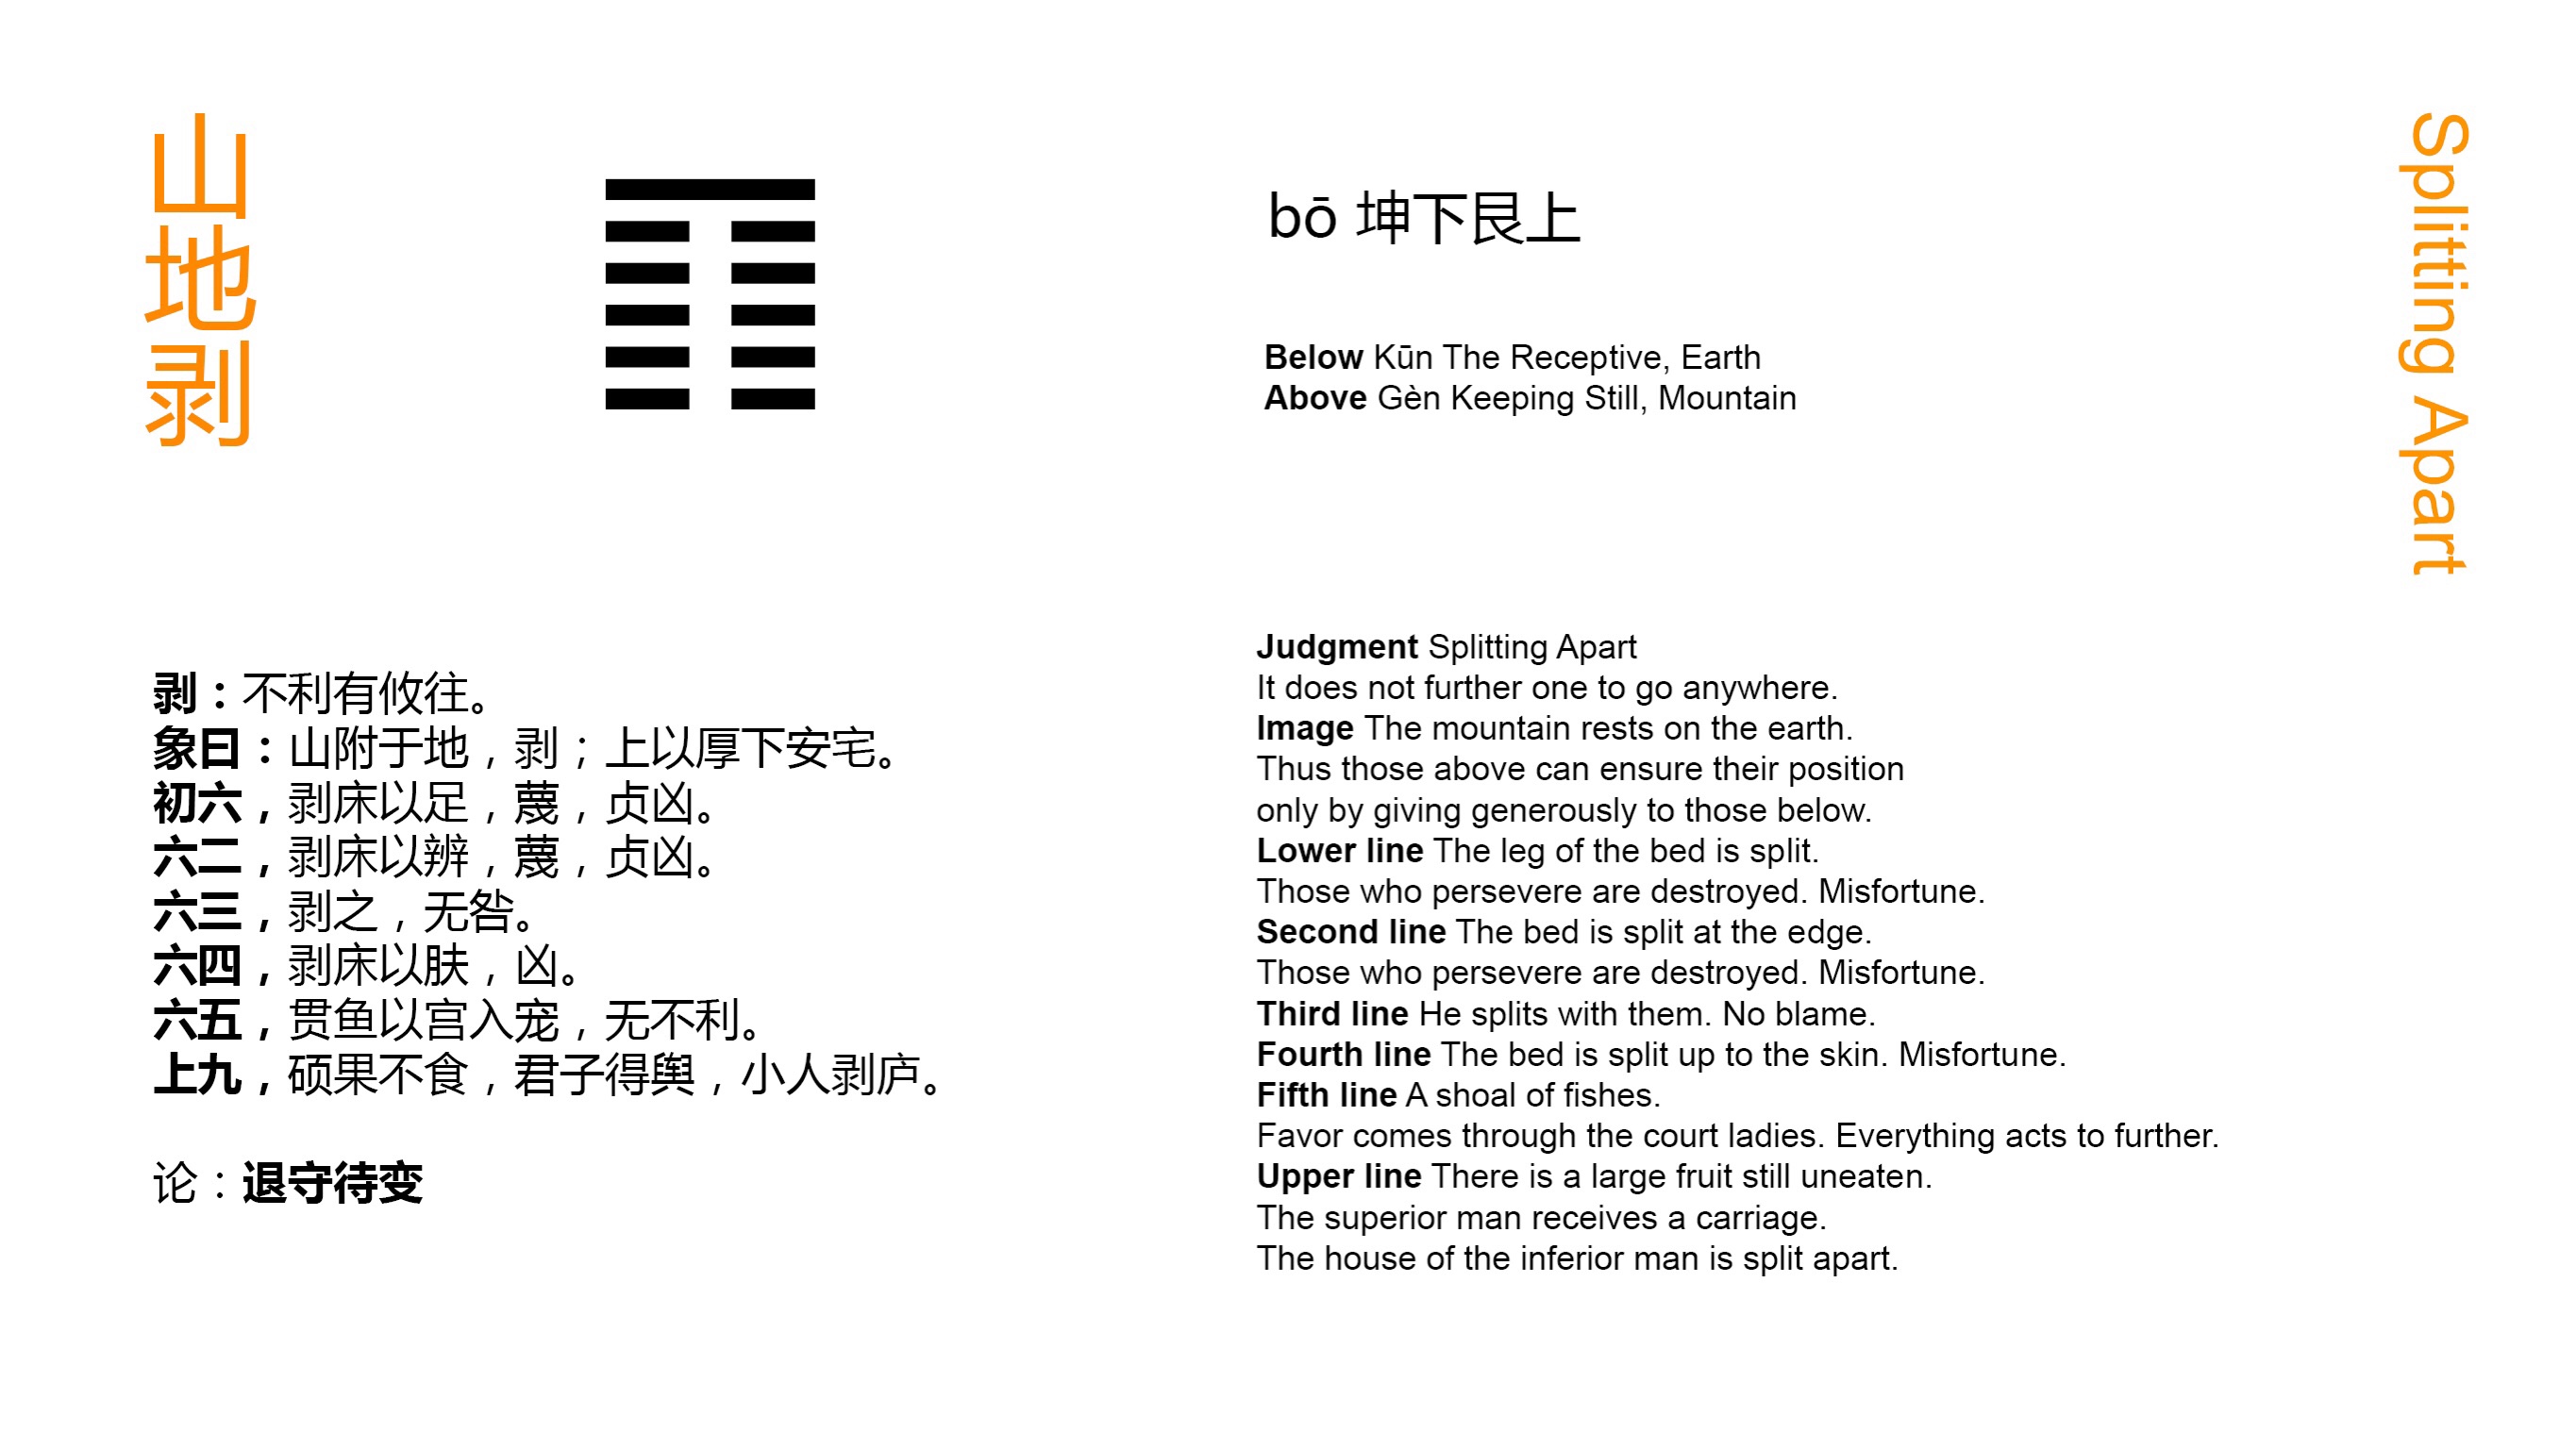 山地剥
剥：不利有攸往。
象曰：山附于地，剥；上以厚下安宅。
初六，剥床以足，蔑，贞凶。
六二，剥床以辨，蔑，贞凶。
六三，剥之，无咎。
六四，剥床以肤，凶。
六五，贯鱼以宫入宠，无不利。
上九，硕果不食，君子得舆，小人剥庐。
论：退守待变
bō 坤下艮上
Below Kūn The Receptive, Earth
Above Gèn Keeping Still, Mountain
Judgment Splitting Apart
It does not further one to go anywhere.
Image The mountain rests on the earth.
Thus those above can ensure their position
only by giving generously to those below.
Lower line The leg of the bed is split.
Those who persevere are destroyed. Misfortune.
Second line The bed is split at the edge.
Those who persevere are destroyed. Misfortune.
Third line He splits with them. No blame.
Fourth line The bed is split up to the skin. Misfortune.
Fifth line A shoal of fishes.
Favor comes through the court ladies. Everything acts to further.
Upper line There is a large fruit still uneaten.
The superior man receives a carriage.
The house of the inferior man is split apart.
Splitting Apart